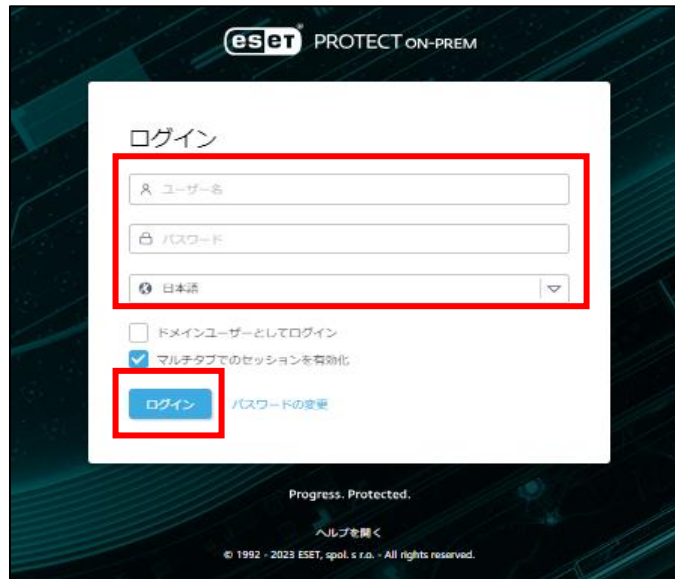 eset PROTECT ON-PREM
ログイン
ユーザー名
パスワード
日本語
ドメインユーザーとしてログイン
マルチタブでのセッションを有効化
ログイン パスワードの変更
Progress. Protected.
ヘルプを開く
© 1992 - 2023 ESET, spol. s r.o. - All rights reserved.